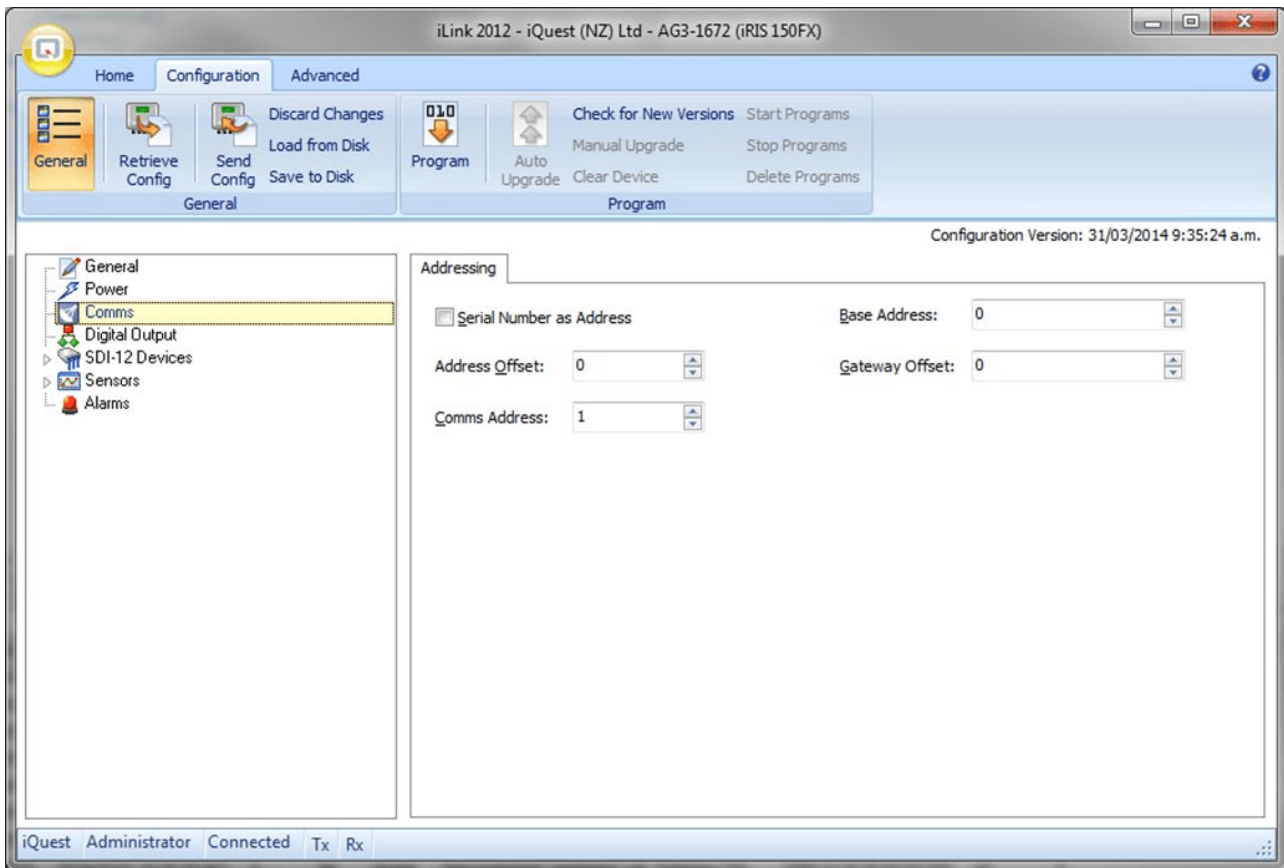 iLink 2012 - iQuest (NZ) Ltd - AG3-1672 (iRIS 150FX)
Home Configuration Advanced
General
Retrieve Config
Send Config
Discard Changes
Load from Disk
Save to Disk
General
010
Program
Auto Upgrade
Check for New Versions
Manual Upgrade
Clear Device
Start Programs
Stop Programs
Delete Programs
Program
Configuration Version: 31/03/2014 9:35:24 a.m.
General
Power
Comms
Digital Output
SDI-12 Devices
Sensors
Alarms
Addressing
Serial Number as Address
Base Address: 0
Address Offset: 0
Gateway Offset: 0
Comms Address: 1
iQuest Administrator Connected Tx Rx